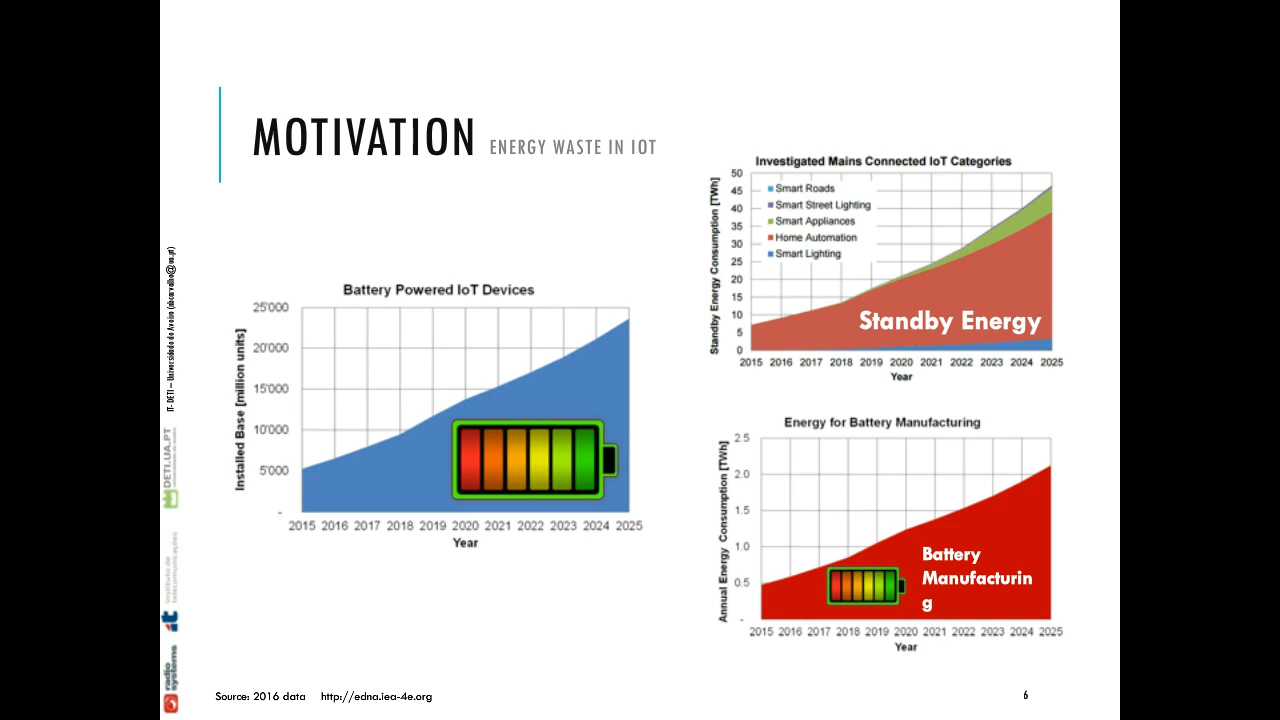 MOTIVATION ENERGY WASTE IN IOT
Investigated Mains Connected IoT Categories
Standby Energy Consumption [TWh]
50
45
40
35
30
25
20
15
10
5
0
Smart Roads
Smart Street Lighting
Smart Appliances
Home Automation
Smart Lighting
Standby Energy
2015 2016 2017 2018 2019 2020 2021 2022 2023 2024 2025
Year
Battery Powered IoT Devices
Installed Base [million units]
25'000
20'000
15'000
10'000
5'000
-
2015 2016 2017 2018 2019 2020 2021 2022 2023 2024 2025
Year
Energy for Battery Manufacturing
Annual Energy Consumption [TWh]
2.5
2.0
1.5
1.0
0.5
-
Battery
Manufacturin
g
2015 2016 2017 2018 2019 2020 2021 2022 2023 2024 2025
Year
DETI.UA.PT
instituto de
telecomunicações
it
radio
systems
Source: 2016 data http://edna.iea-4e.org
6